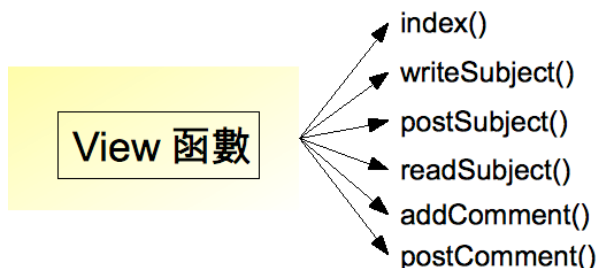 View 函數
index()
writeSubject()
postSubject()
readSubject()
addComment()
postComment()